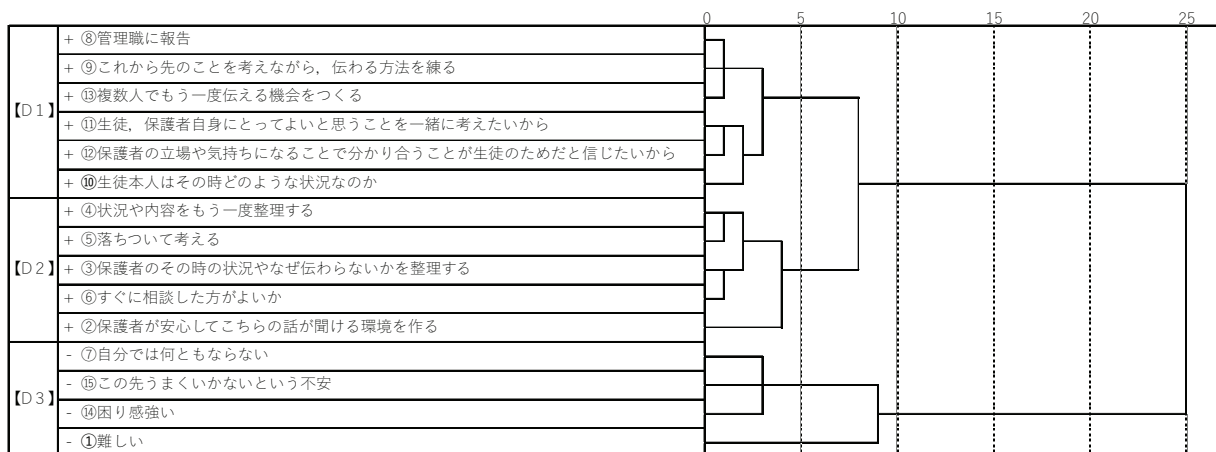 0 5 10 15 20 25
【D1】
+ ⑧管理職に報告
+ ⑨これから先のことを考えながら，伝わる方法を練る
+ ⑬複数人でもう一度伝える機会をつくる
+ ⑪生徒，保護者自身にとってよいと思うことを一緒に考えたいから
+ ⑫保護者の立場や気持ちになることで分かり合うことが生徒のためだと信じたいから
+ ⑩生徒本人はその時どのような状況なのか
【D2】
+ ④状況や内容をもう一度整理する
+ ⑤落ちついて考える
+ ③保護者のその時の状況やなぜ伝わらないかを整理する
+ ⑥すぐに相談した方がよいか
+ ②保護者が安心してこちらの話が聞ける環境を作る
【D3】
- ⑦自分では何ともならない
- ⑮この先うまくいかないという不安
- ⑭困り感強い
- ①難しい